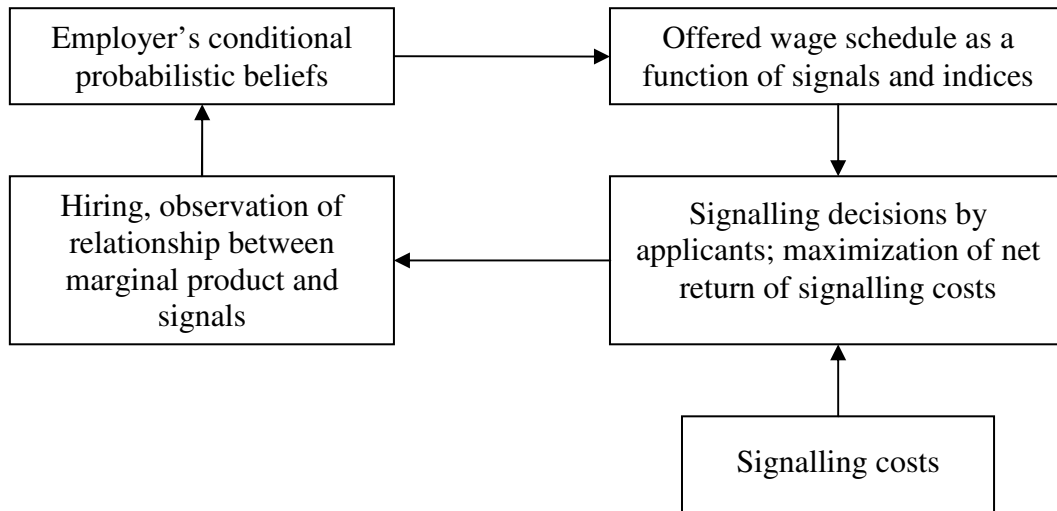 Employer’s conditional
probabilistic beliefs
Offered wage schedule as a
function of signals and indices
Hiring, observation of
relationship between
marginal product and
signals
Signalling decisions by
applicants; maximization of net
return of signalling costs
Signalling costs